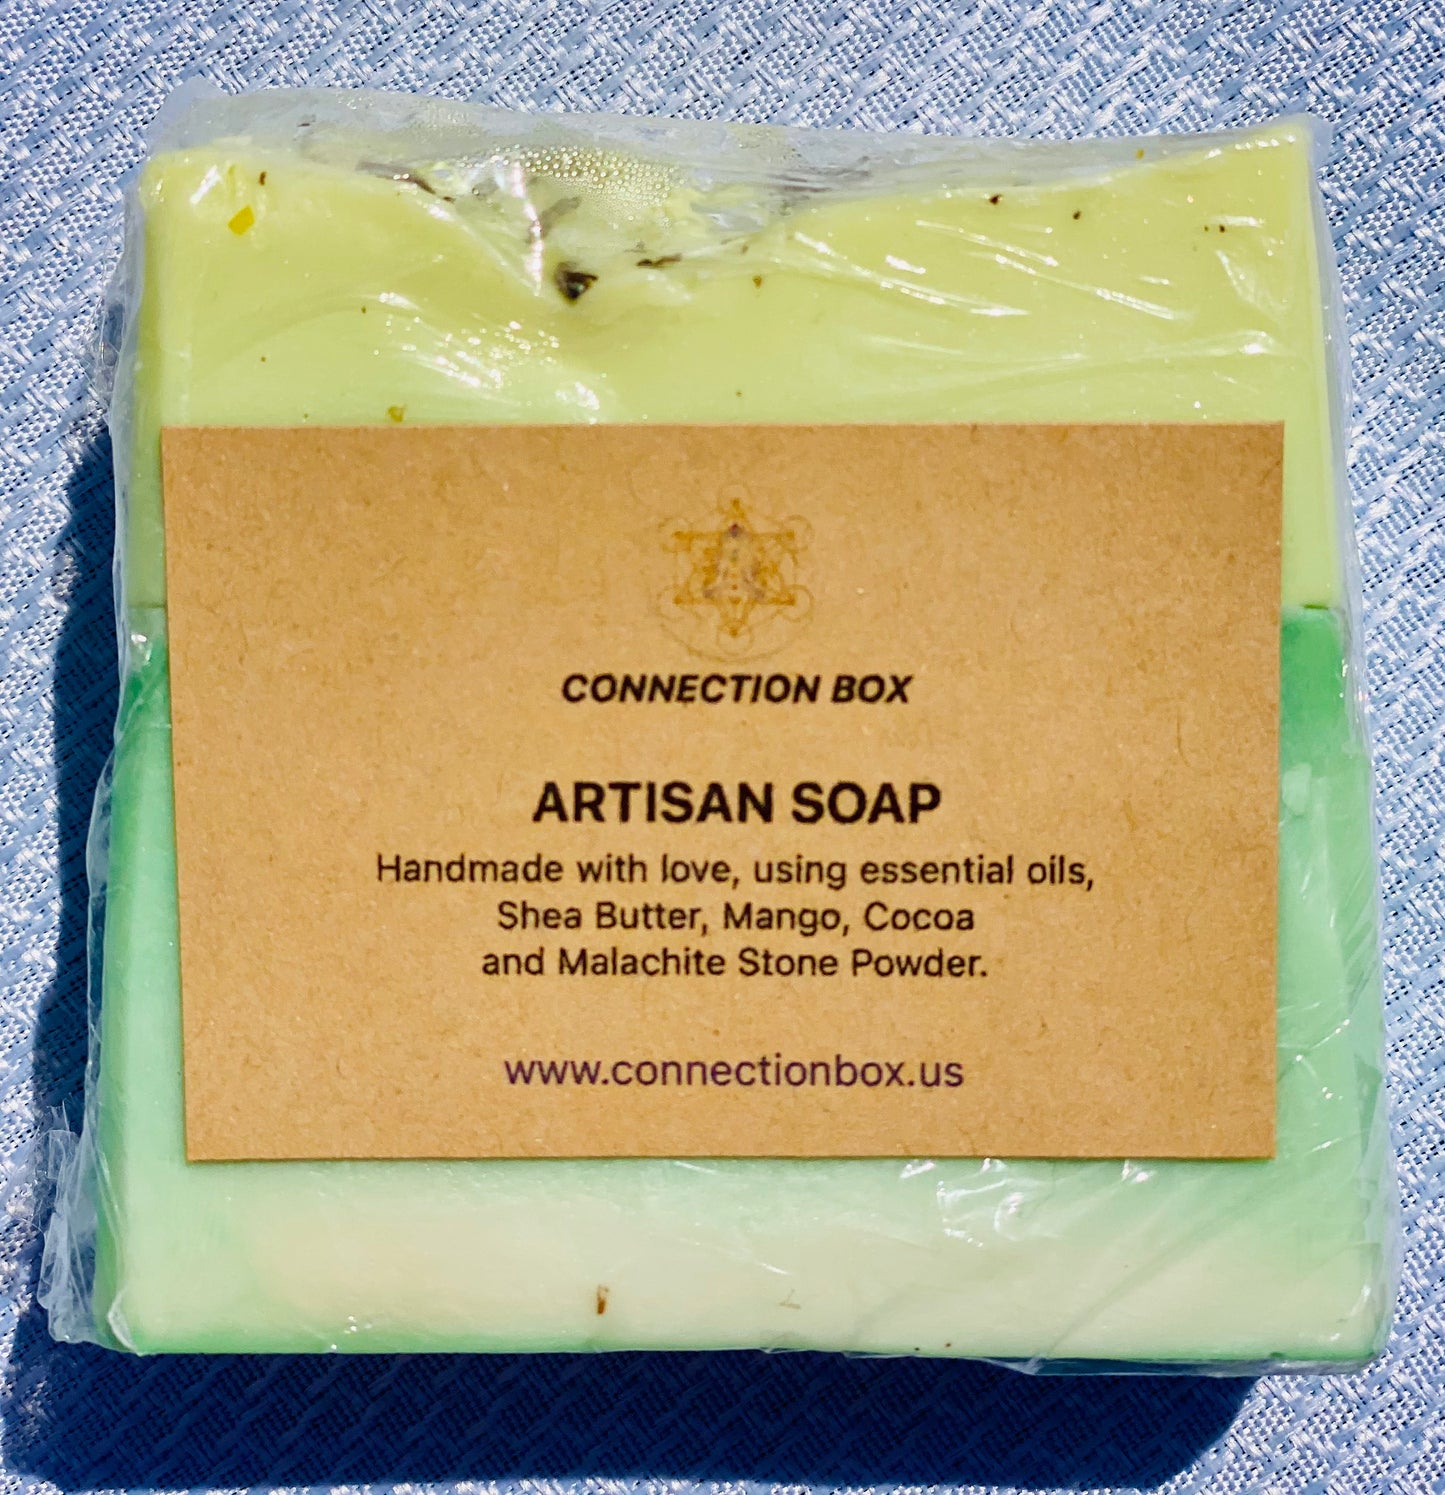 CONNECTION BOX
ARTISAN SOAP
Handmade with love, using essential oils,
Shea Butter, Mango, Cocoa
and Malachite Stone Powder.
www.connectionbox.us